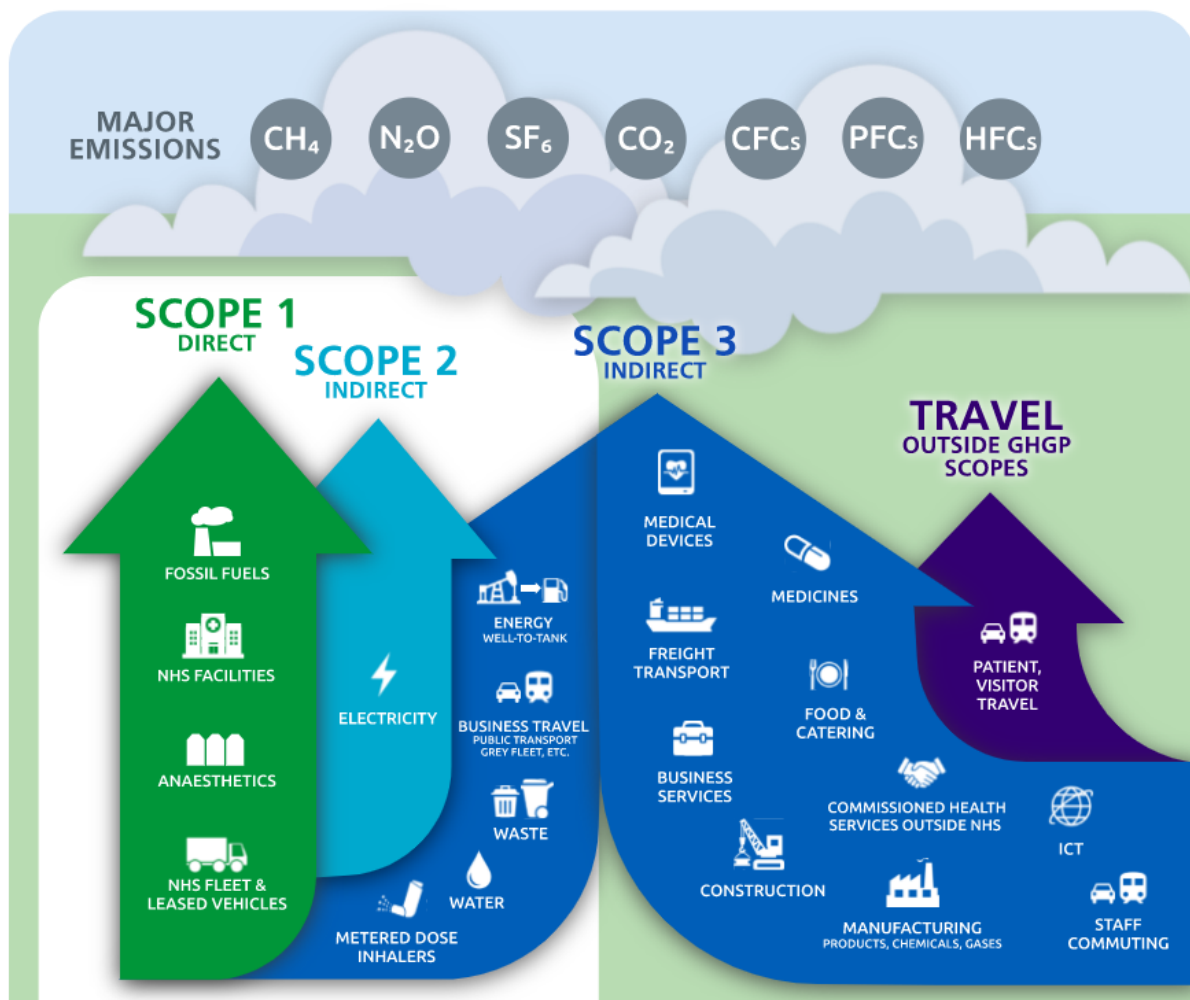 MAJOR
EMISSIONS
CH₄
N₂O
SF₆
CO₂
CFCs
PFCs
HFCs
SCOPE 1
DIRECT
FOSSIL FUELS
NHS FACILITIES
ANAESTHETICS
NHS FLEET &
LEASED VEHICLES
SCOPE 2
INDIRECT
ELECTRICITY
SCOPE 3
INDIRECT
ENERGY
WELL-TO-TANK
BUSINESS TRAVEL
PUBLIC TRANSPORT
GREY FLEET, ETC.
WASTE
WATER
METERED DOSE
INHALERS
MEDICAL
DEVICES
MEDICINES
FREIGHT
TRANSPORT
FOOD &
CATERING
BUSINESS
SERVICES
COMMISSIONED HEALTH
SERVICES OUTSIDE NHS
ICT
CONSTRUCTION
MANUFACTURING
PRODUCTS, CHEMICALS, GASES
STAFF
COMMUTING
TRAVEL
OUTSIDE GHGP
SCOPES
PATIENT,
VISITOR
TRAVEL